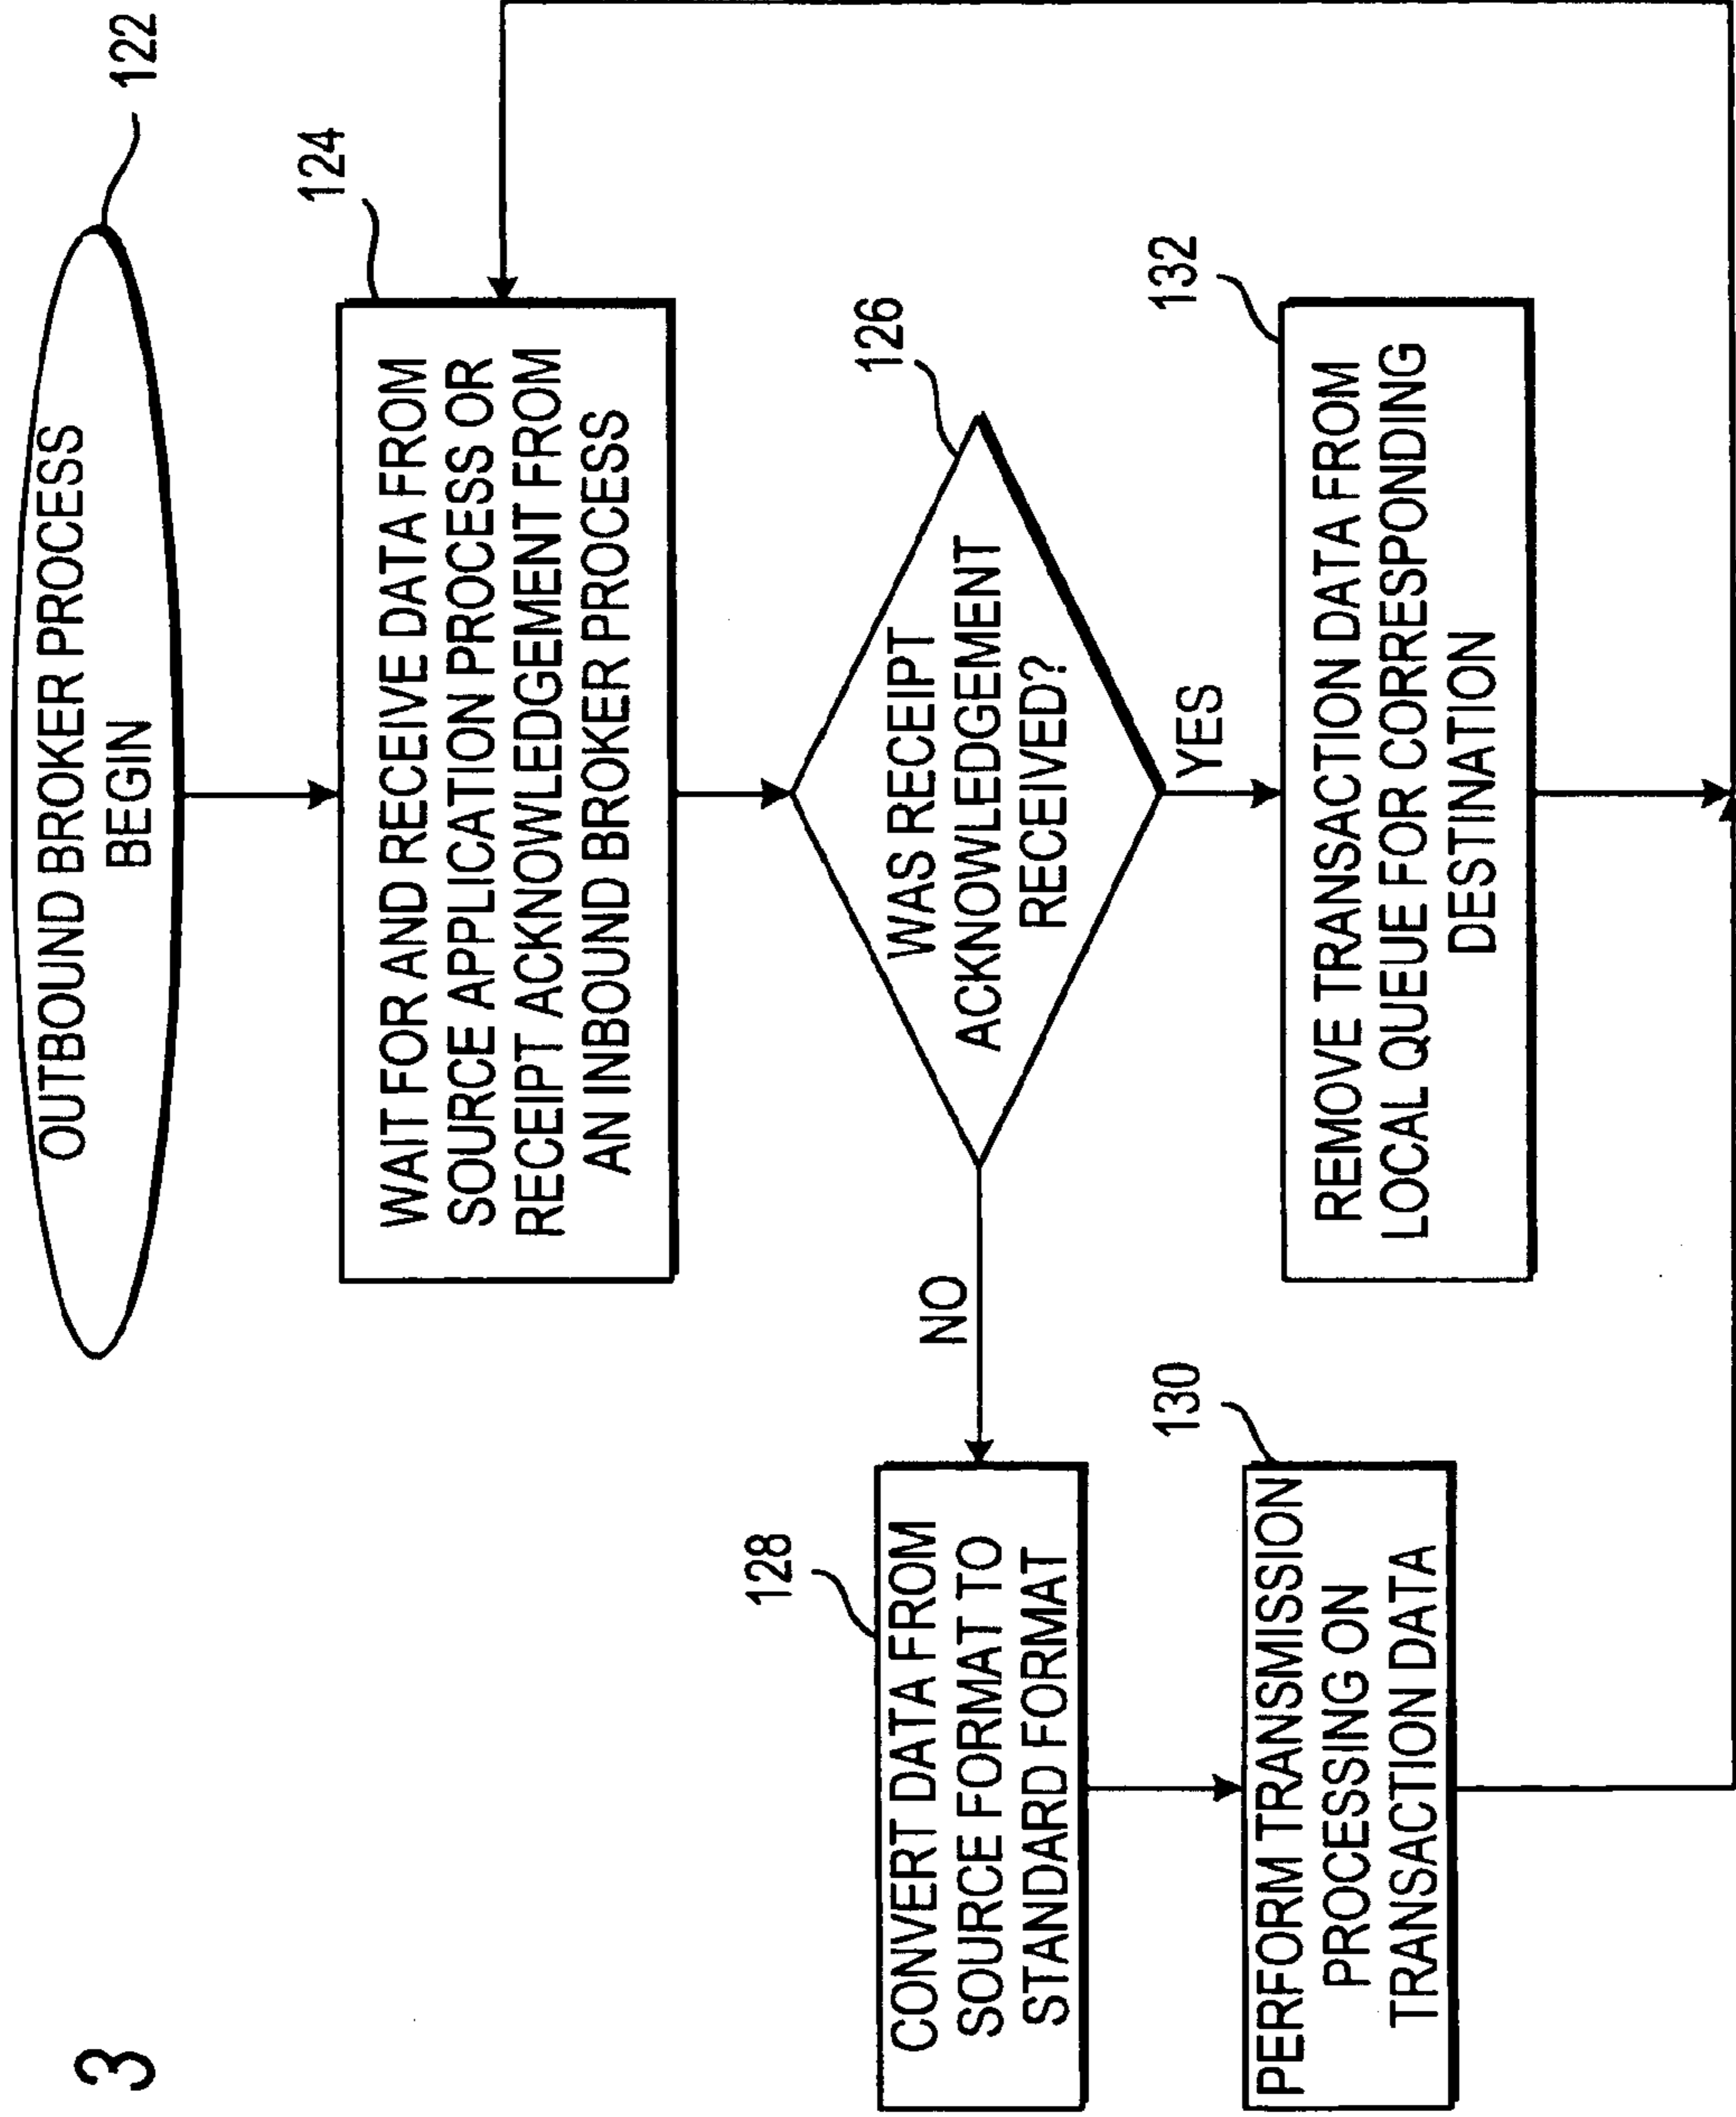 3
OUTBOUND BROKER PROCESS
BEGIN
122
124
WAIT FOR AND RECEIVE DATA FROM
SOURCE APPLICATION PROCESS OR
RECEIPT ACKNOWLEDGEMENT FROM
AN INBOUND BROKER PROCESS
126
WAS RECEIPT
ACKNOWLEDGEMENT
RECEIVED?
NO
YES
128
CONVERT DATA FROM
SOURCE FORMAT TO
STANDARD FORMAT
130
PERFORM TRANSMISSION
PROCESSING ON
TRANSACTION DATA
132
REMOVE TRANSACTION DATA FROM
LOCAL QUEUE FOR CORRESPONDING
DESTINATION